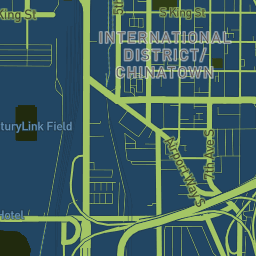 King St
S King St
INTERNATIONAL
DISTRICT/
CHINATOWN
turyLink Field
Airport Way S
7th Ave S
Hotel